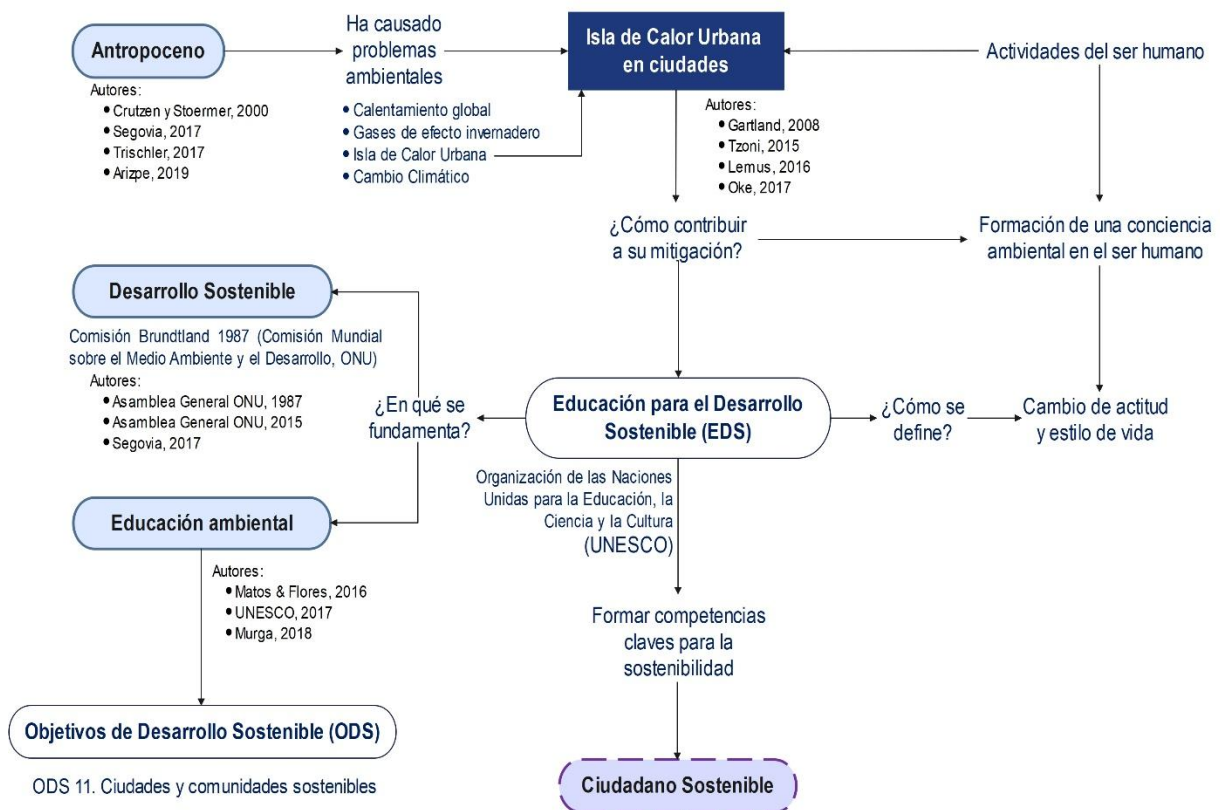 Antropoceno
Autores:
• Crutzen y Stoermer, 2000
• Segovia, 2017
• Trischler, 2017
• Arizpe, 2019
Ha causado
problemas
ambientales
• Calentamiento global
• Gases de efecto invernadero
• Isla de Calor Urbana
• Cambio Climático
Isla de Calor Urbana
en ciudades
Autores:
• Gartland, 2008
• Tzoni, 2015
• Lemus, 2016
• Oke, 2017
Actividades del ser humano
¿Cómo contribuir
a su mitigación?
Formación de una conciencia
ambiental en el ser humano
Desarrollo Sostenible
Comisión Brundtland 1987 (Comisión Mundial
sobre el Medio Ambiente y el Desarrollo, ONU)
Autores:
• Asamblea General ONU, 1987
• Asamblea General ONU, 2015
• Segovia, 2017
¿En qué se
fundamenta?
Educación para el Desarrollo
Sostenible (EDS)
¿Cómo se
define?
Cambio de actitud
y estilo de vida
Organización de las Naciones
Unidas para la Educación, la
Ciencia y la Cultura
(UNESCO)
Educación ambiental
Autores:
• Matos & Flores, 2016
• UNESCO, 2017
• Murga, 2018
Formar competencias
claves para la
sostenibilidad
Objetivos de Desarrollo Sostenible (ODS)
ODS 11. Ciudades y comunidades sostenibles
Ciudadano Sostenible